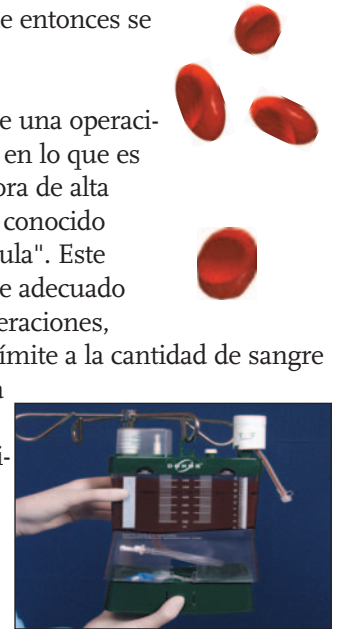 e entonces se
e una operaci-
en lo que es
ora de alta
conocido
ula". Este
e adecuado
eraciones,
ímite a la cantidad de sangre
a
i-